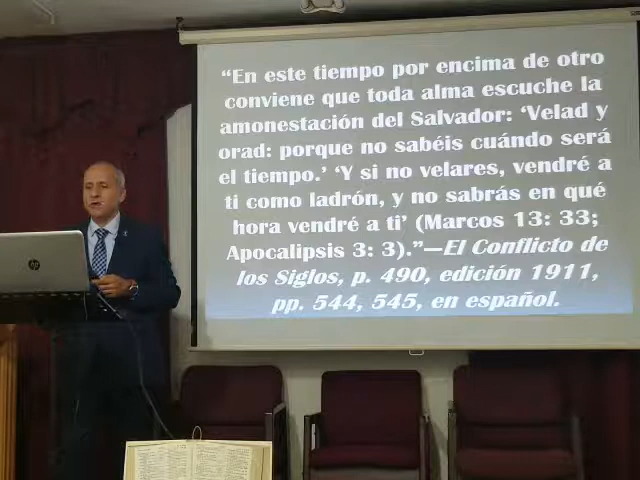 “En este tiempo por encima de otro
conviene que toda alma escuche la
amonestación del Salvador: ‘Velad y
orad: porque no sabéis cuándo será
el tiempo.’ ‘Y si no velares, vendré a
ti como ladrón, y no sabrás en qué
hora vendré a ti’ (Marcos 13: 33;
Apocalipsis 3: 3).”—El Conflicto de
los Siglos, p. 490, edición 1911,
pp. 544, 545, en español.
hp